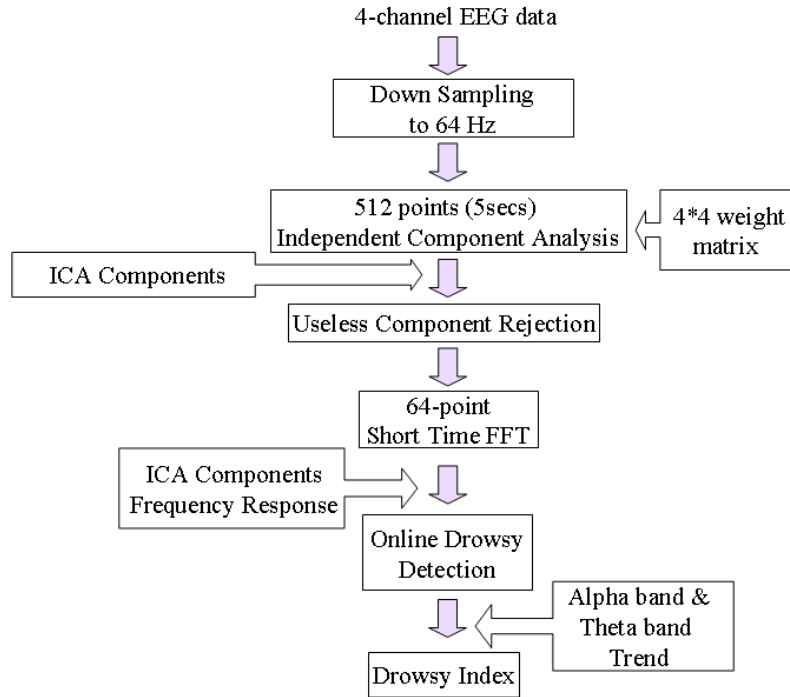 4-channel EEG data
Down Sampling
to 64 Hz
512 points (5secs)
Independent Component Analysis
4*4 weight
matrix
ICA Components
Useless Component Rejection
64-point
Short Time FFT
ICA Components
Frequency Response
Online Drowsy
Detection
Alpha band &
Theta band
Trend
Drowsy Index